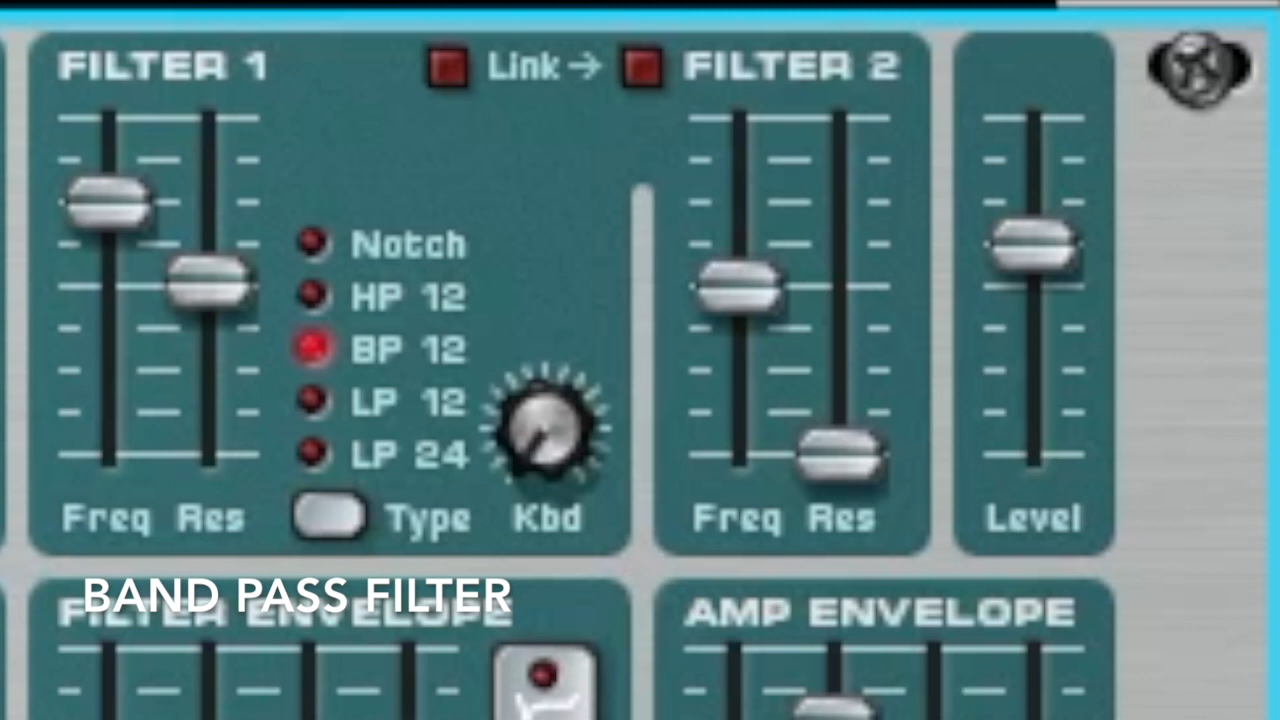 FILTER 1
Link→
FILTER 2
Notch
HP 12
BP 12
LP 12
LP 24
Freq Res
Type
Kbd
Freq Res
Level
BAND PASS FILTER
FILTER ENVELOPE
AMP ENVELOPE